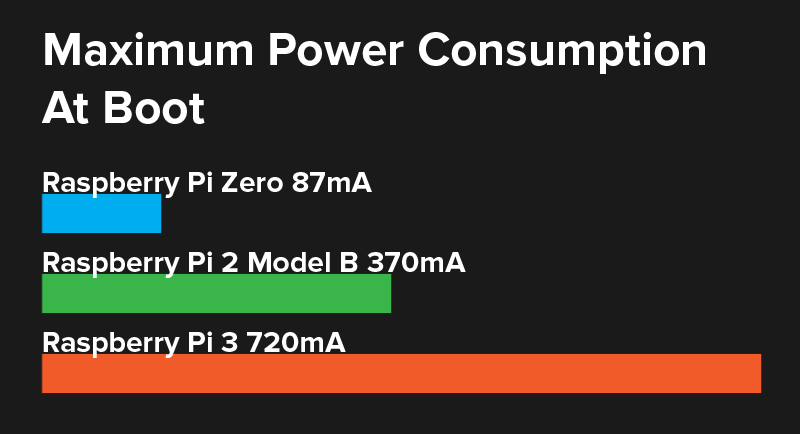 Maximum Power Consumption
At Boot
Raspberry Pi Zero 87mA
Raspberry Pi 2 Model B 370mA
Raspberry Pi 3 720mA